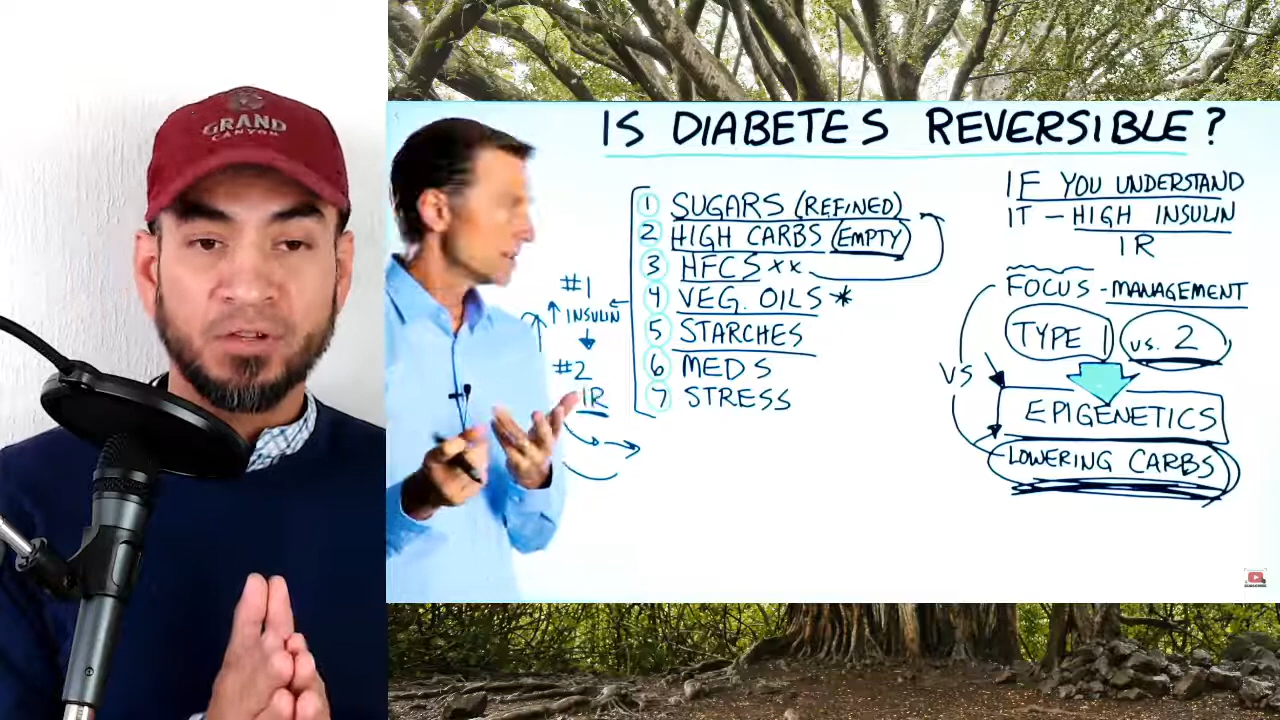 GRAND
CANYON
IS DIABETES REVERSIBLE?
1 SUGARS (REFINED)
2 HIGH CARBS (EMPTY)
3 HFCS xx
4 VEG. OILS *
5 STARCHES
6 MEDS
7 STRESS
#1
↑ INSULIN
#2
IR
IF YOU UNDERSTAND
IT - HIGH INSULIN
IR
FOCUS - MANAGEMENT
TYPE 1 vs. 2
VS
EPIGENETICS
LOWERING CARBS
SUBSCRIBE